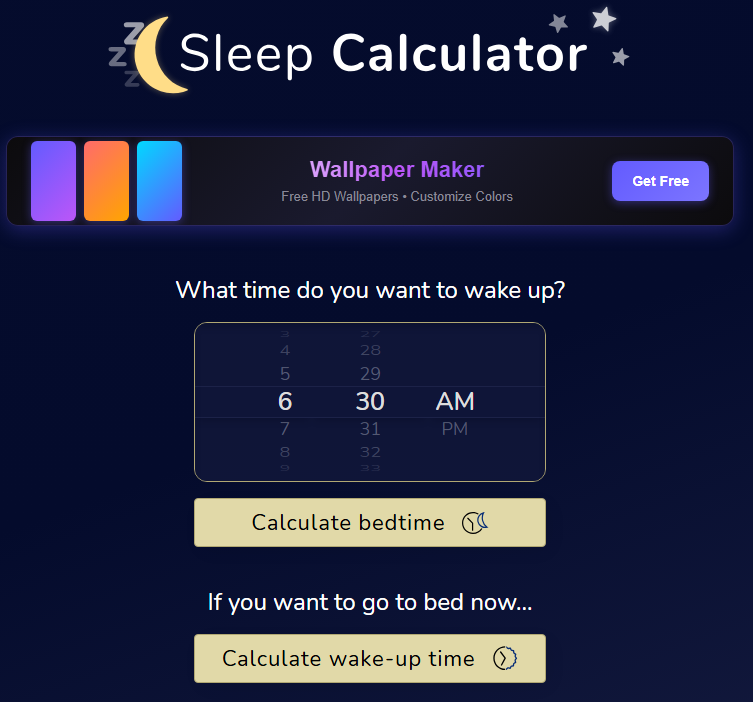 z
z
z
Sleep Calculator
Wallpaper Maker
Free HD Wallpapers • Customize Colors
Get Free
What time do you want to wake up?
3 27
4 28
5 29
6 30 AM
7 31 PM
8 32
9 33
Calculate bedtime
If you want to go to bed now...
Calculate wake-up time